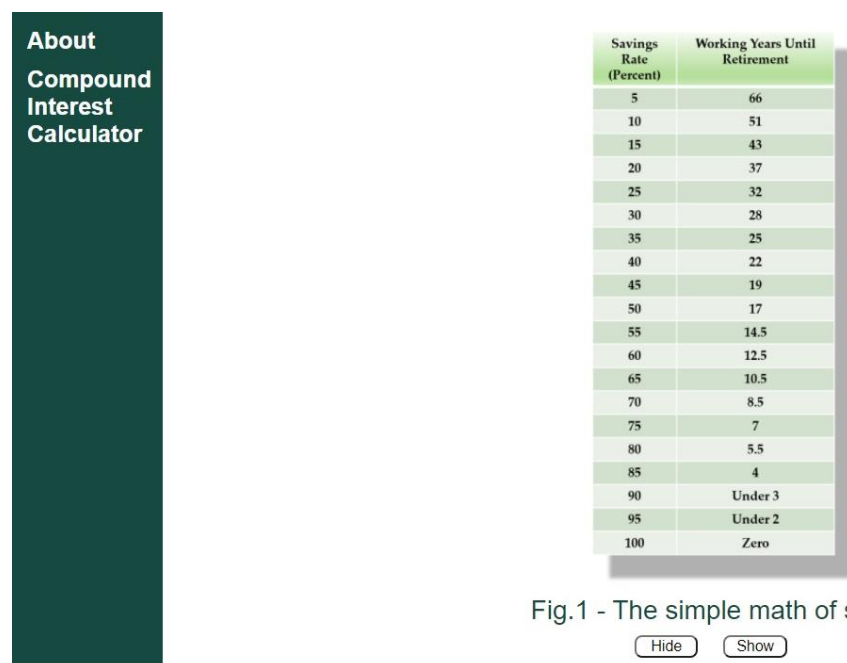 About
Compound
Interest
Calculator
Savings Rate (Percent) Working Years Until Retirement
5 66
10 51
15 43
20 37
25 32
30 28
35 25
40 22
45 19
50 17
55 14.5
60 12.5
65 10.5
70 8.5
75 7
80 5.5
85 4
90 Under 3
95 Under 2
100 Zero
Fig.1 - The simple math of
Hide Show